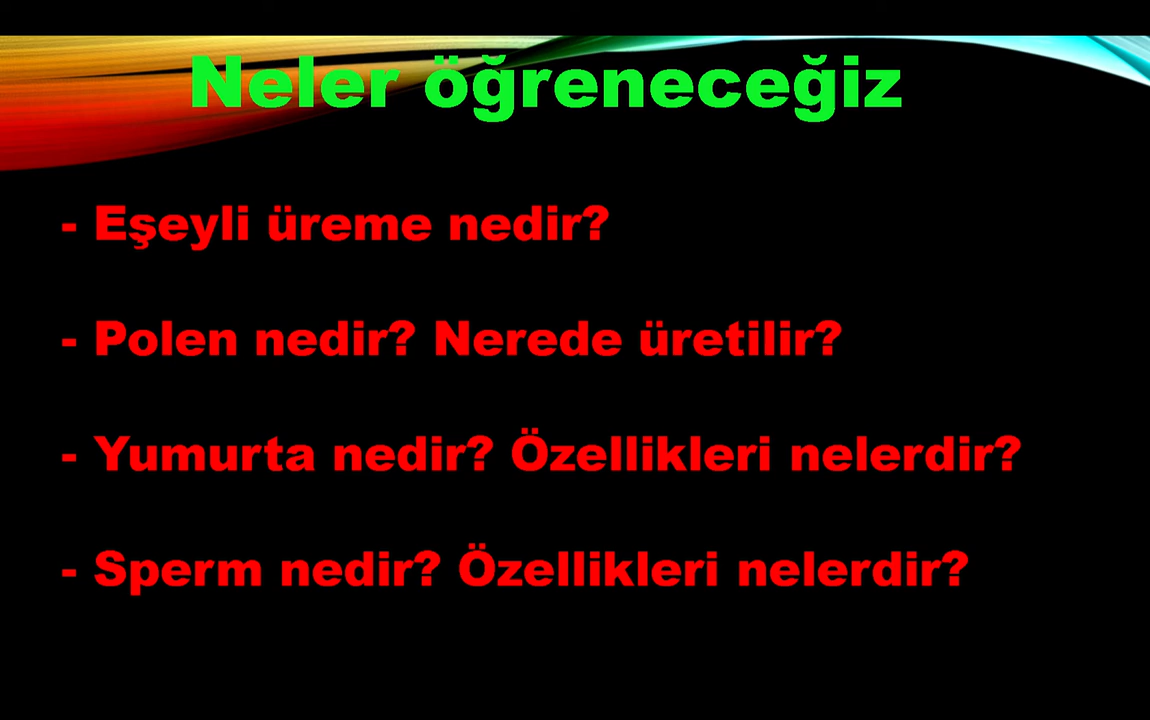 Neler öğreneceğiz
- Eşeyli üreme nedir?
- Polen nedir? Nerede üretilir?
- Yumurta nedir? Özellikleri nelerdir?
- Sperm nedir? Özellikleri nelerdir?